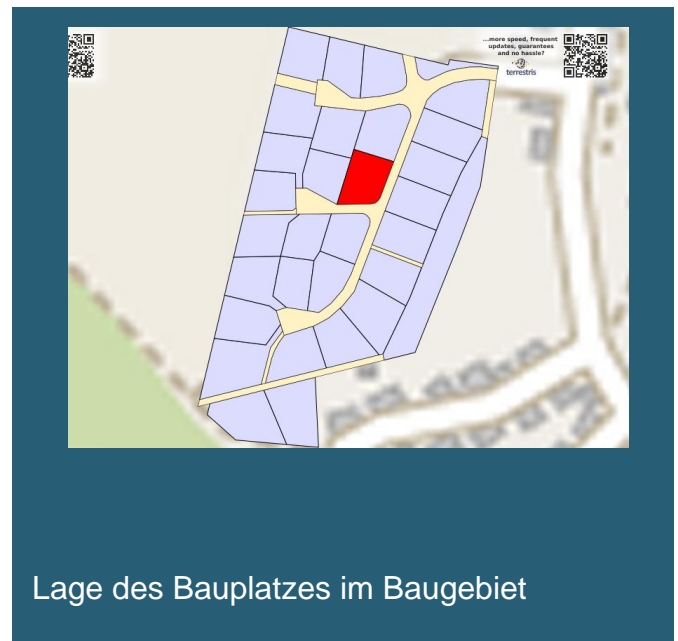 ...more speed, frequent
updates, guarantees
and no hassle?
terrestris
Lage des Bauplatzes im Baugebiet